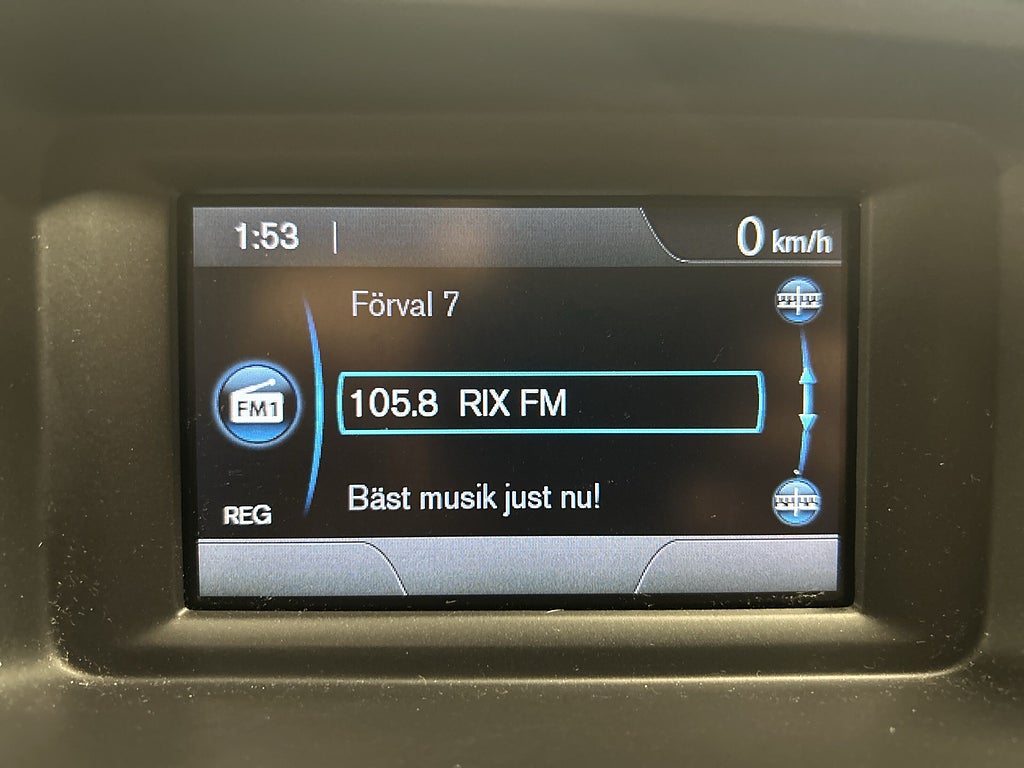 1:53 | 0 km/h
Förval 7
FM1
105.8 RIX FM
Bäst musik just nu!
REG